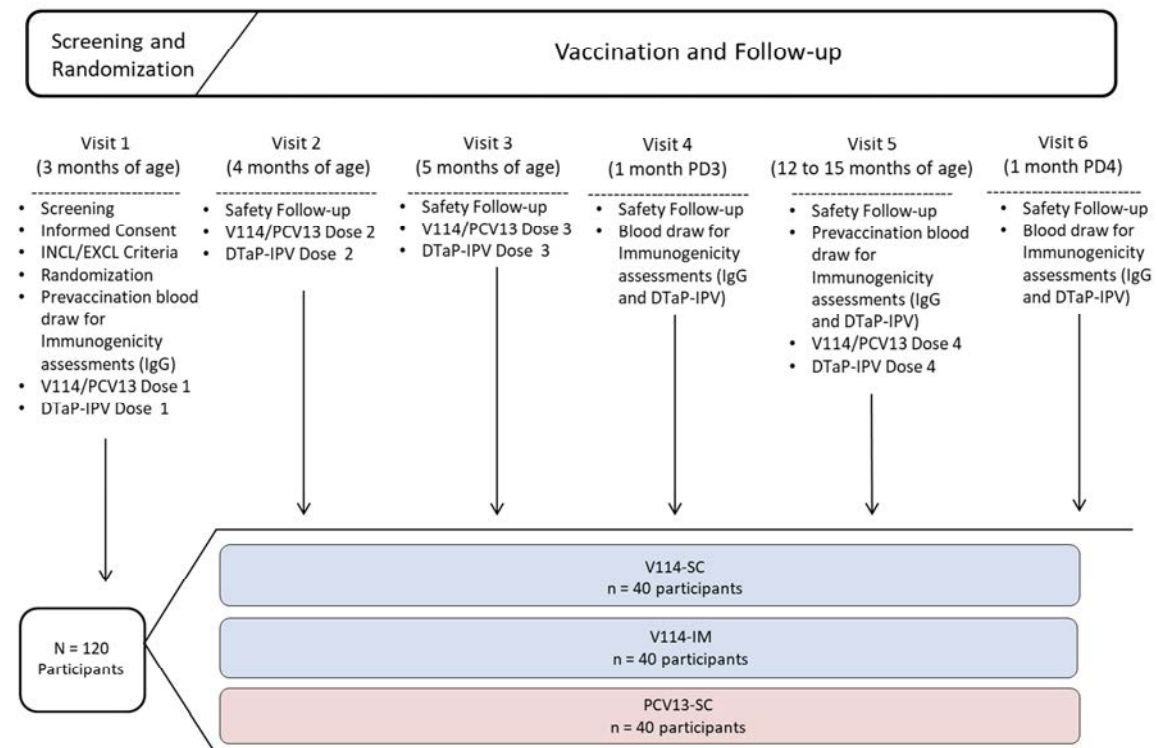 Screening and
Randomization
Vaccination and Follow-up
Visit 1
(3 months of age)
• Screening
• Informed Consent
• INCL/EXCL Criteria
• Randomization
• Prevaccination blood
draw for
Immunogenicity
assessments (IgG)
• V114/PCV13 Dose 1
• DTaP-IPV Dose 1
Visit 2
(4 months of age)
• Safety Follow-up
• V114/PCV13 Dose 2
• DTaP-IPV Dose 2
Visit 3
(5 months of age)
• Safety Follow-up
• V114/PCV13 Dose 3
• DTaP-IPV Dose 3
Visit 4
(1 month PD3)
• Safety Follow-up
• Blood draw for
Immunogenicity
assessments (IgG
and DTaP-IPV)
Visit 5
(12 to 15 months of age)
• Safety Follow-up
• Prevaccination blood
draw for
Immunogenicity
assessments (IgG
and DTaP-IPV)
• V114/PCV13 Dose 4
• DTaP-IPV Dose 4
Visit 6
(1 month PD4)
• Safety Follow-up
• Blood draw for
Immunogenicity
assessments (IgG
and DTaP-IPV)
N = 120
Participants
V114-SC
n = 40 participants
V114-IM
n = 40 participants
PCV13-SC
n = 40 participants